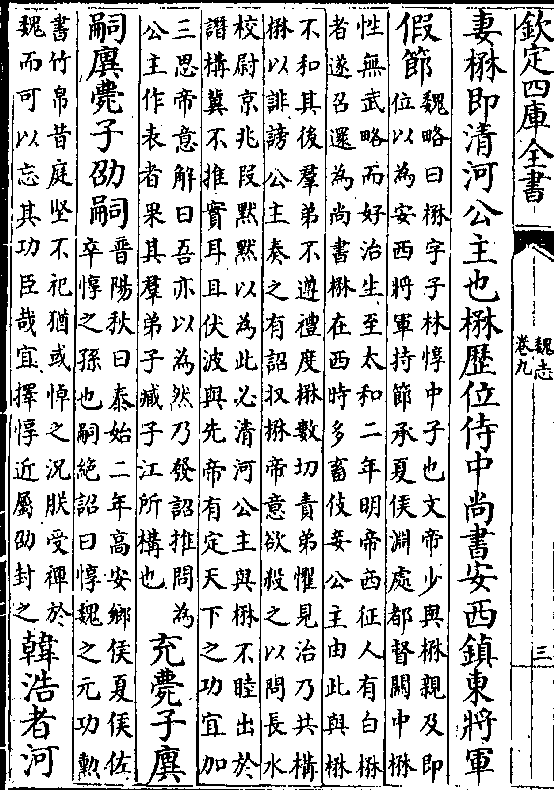 欽定四庫全書
魏志
卷九
三
妻楙即清河公主也楙歷位侍中尚書安西鎮東將軍
假節
魏略曰楙字子林惇中子也文帝少與楙親及即
位以為安西將軍持節承夏侯淵處都督關中楙
性無武略而好治生至太和二年明帝西征人有白楙
者遂召還為尚書楙在西時多畜伎妾公主由此與楙
不和其後羣弟不遵禮度楙數切責弟懼見治乃共構
楙以誹謗公主奏之有詔收楙帝意欲殺之以問長水
校尉京兆段默默以為此必清河公主與楙不睦出於
譖構冀不推實耳且伏波與先帝有定天下之功宜加
三思帝意解曰吾亦以為然乃發詔推問為
公主作表者果其羣弟子臧子江所構也
充薨子廙
嗣廙薨子劭嗣
晉陽秋曰泰始二年高安鄉侯夏侯佐
卒惇之孫也嗣絶詔曰惇魏之元功勲
書竹帛昔庭堅不祀猶或悼之況朕受禪於
魏而可以忘其功臣哉宜擇惇近屬劭封之
韓浩者河